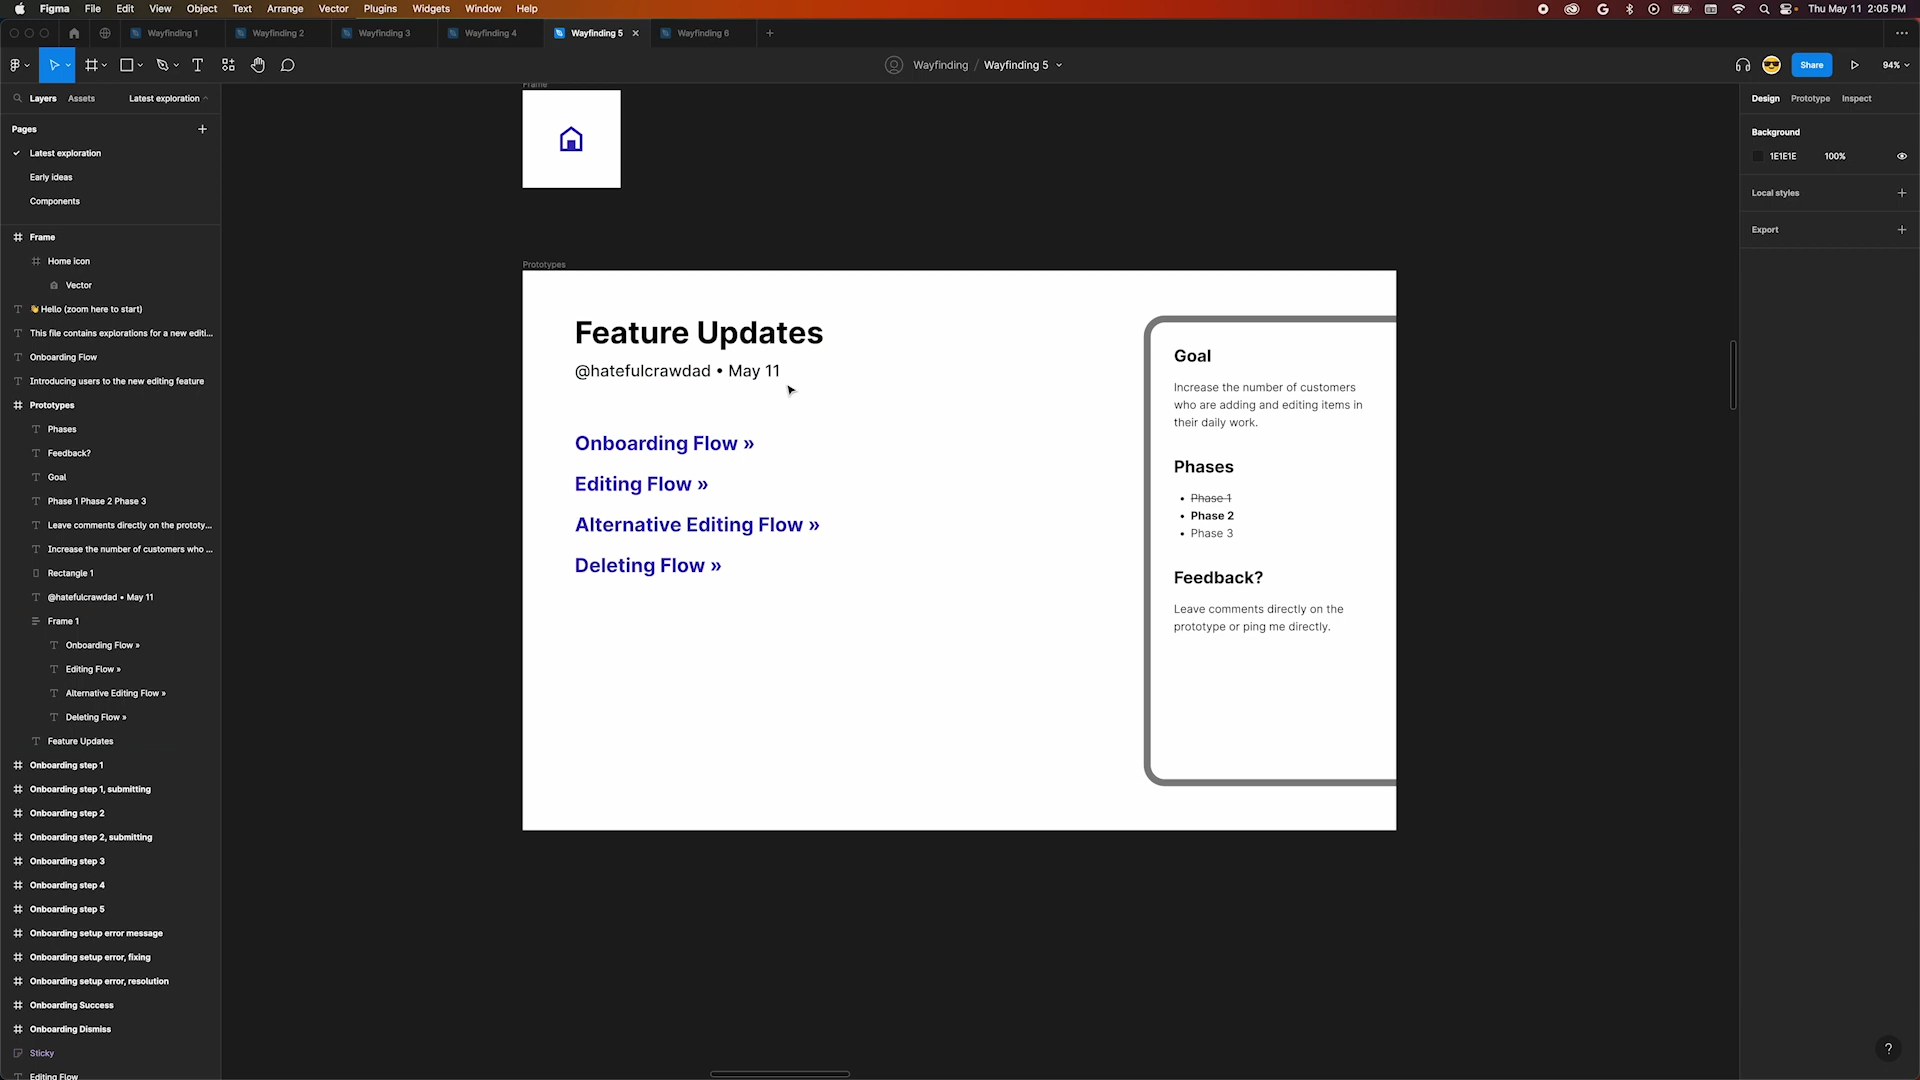 Figma File Edit View Object Text Arrange Vector Plugins Widgets Window Help
Thu May 11 2:05 PM
Wayfinding 1
Wayfinding 2
Wayfinding 3
Wayfinding 4
Wayfinding 5
Wayfinding 6
Wayfinding / Wayfinding 5
Share
94%
Layers Assets Latest exploration
Pages
Latest exploration
Early ideas
Components
Frame
Home icon
Vector
👋 Hello (zoom here to start)
This file contains explorations for a new editi...
Onboarding Flow
Introducing users to the new editing feature
Prototypes
Phases
Feedback?
Goal
Phase 1 Phase 2 Phase 3
Leave comments directly on the prototy...
Increase the number of customers who ...
Rectangle 1
@hatefulcrawdad • May 11
Frame 1
Onboarding Flow »
Editing Flow »
Alternative Editing Flow »
Deleting Flow »
Feature Updates
Onboarding step 1
Onboarding step 1, submitting
Onboarding step 2
Onboarding step 2, submitting
Onboarding step 3
Onboarding step 4
Onboarding step 5
Onboarding setup error message
Onboarding setup error, fixing
Onboarding setup error, resolution
Onboarding Success
Onboarding Dismiss
Sticky
Editing Flow
Frame
Prototypes
Feature Updates
@hatefulcrawdad • May 11
Onboarding Flow »
Editing Flow »
Alternative Editing Flow »
Deleting Flow »
Goal
Increase the number of customers
who are adding and editing items in
their daily work.
Phases
• Phase 1
• Phase 2
• Phase 3
Feedback?
Leave comments directly on the
prototype or ping me directly.
Design Prototype Inspect
Background
1E1E1E 100%
Local styles
Export
?